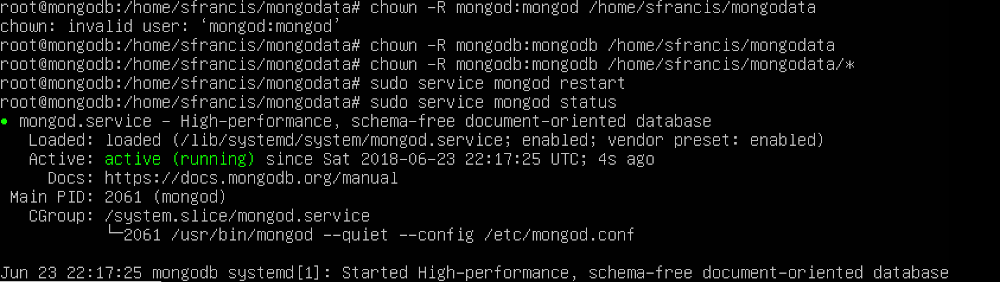 root@mongodb:/home/sfrancis/mongodata# chown -R mongod:mongod /home/sfrancis/mongodata
chown: invalid user: ‘mongod:mongod’
root@mongodb:/home/sfrancis/mongodata# chown -R mongodb:mongodb /home/sfrancis/mongodata
root@mongodb:/home/sfrancis/mongodata# chown -R mongodb:mongodb /home/sfrancis/mongodata/*
root@mongodb:/home/sfrancis/mongodata# sudo service mongod restart
root@mongodb:/home/sfrancis/mongodata# sudo service mongod status
● mongod.service - High-performance, schema-free document-oriented database
   Loaded: loaded (/lib/systemd/system/mongod.service; enabled; vendor preset: enabled)
   Active: active (running) since Sat 2018-06-23 22:17:25 UTC; 4s ago
     Docs: https://docs.mongodb.org/manual
 Main PID: 2061 (mongod)
   CGroup: /system.slice/mongod.service
           └─2061 /usr/bin/mongod --quiet --config /etc/mongod.conf
Jun 23 22:17:25 mongodb systemd[1]: Started High-performance, schema-free document-oriented database